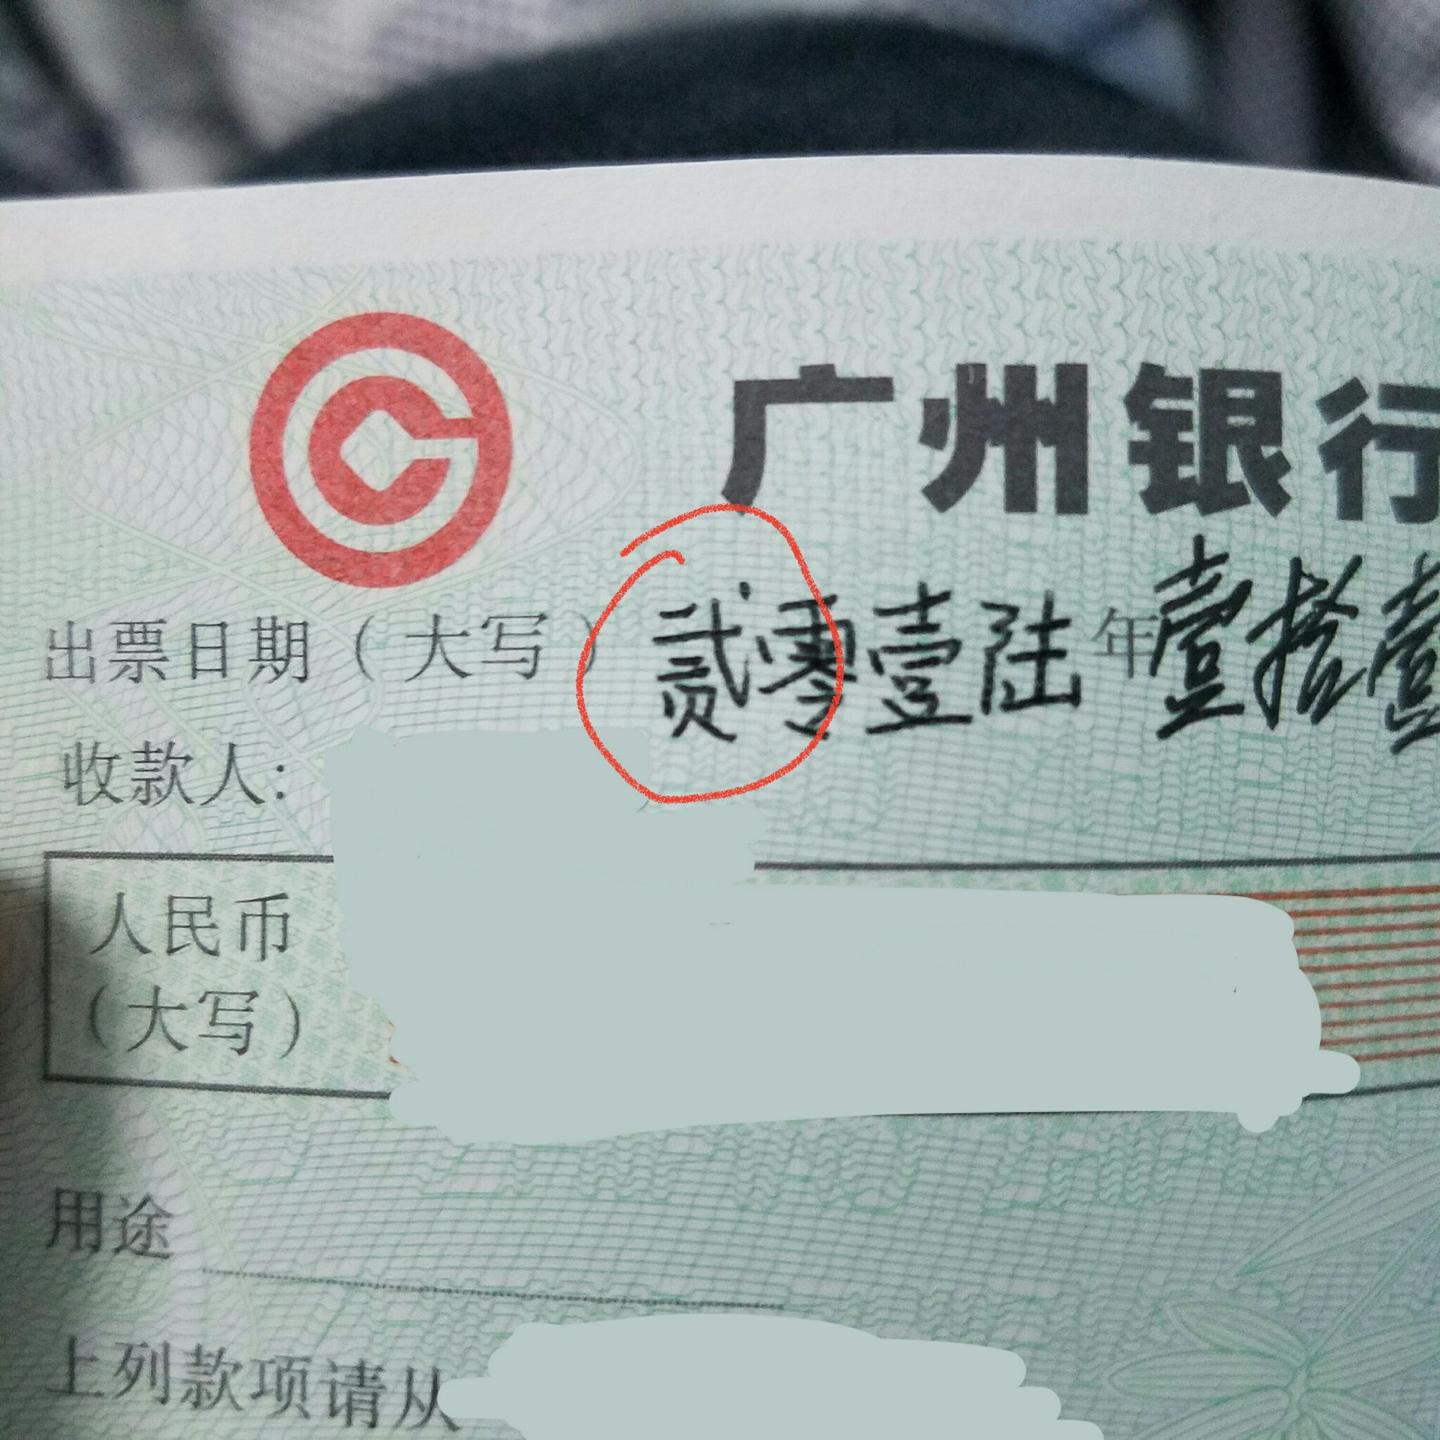 广州银行
出票日期（大写）贰零壹陆年壹拾壹
收款人：
人民币
（大写）
用途
上列款项请从